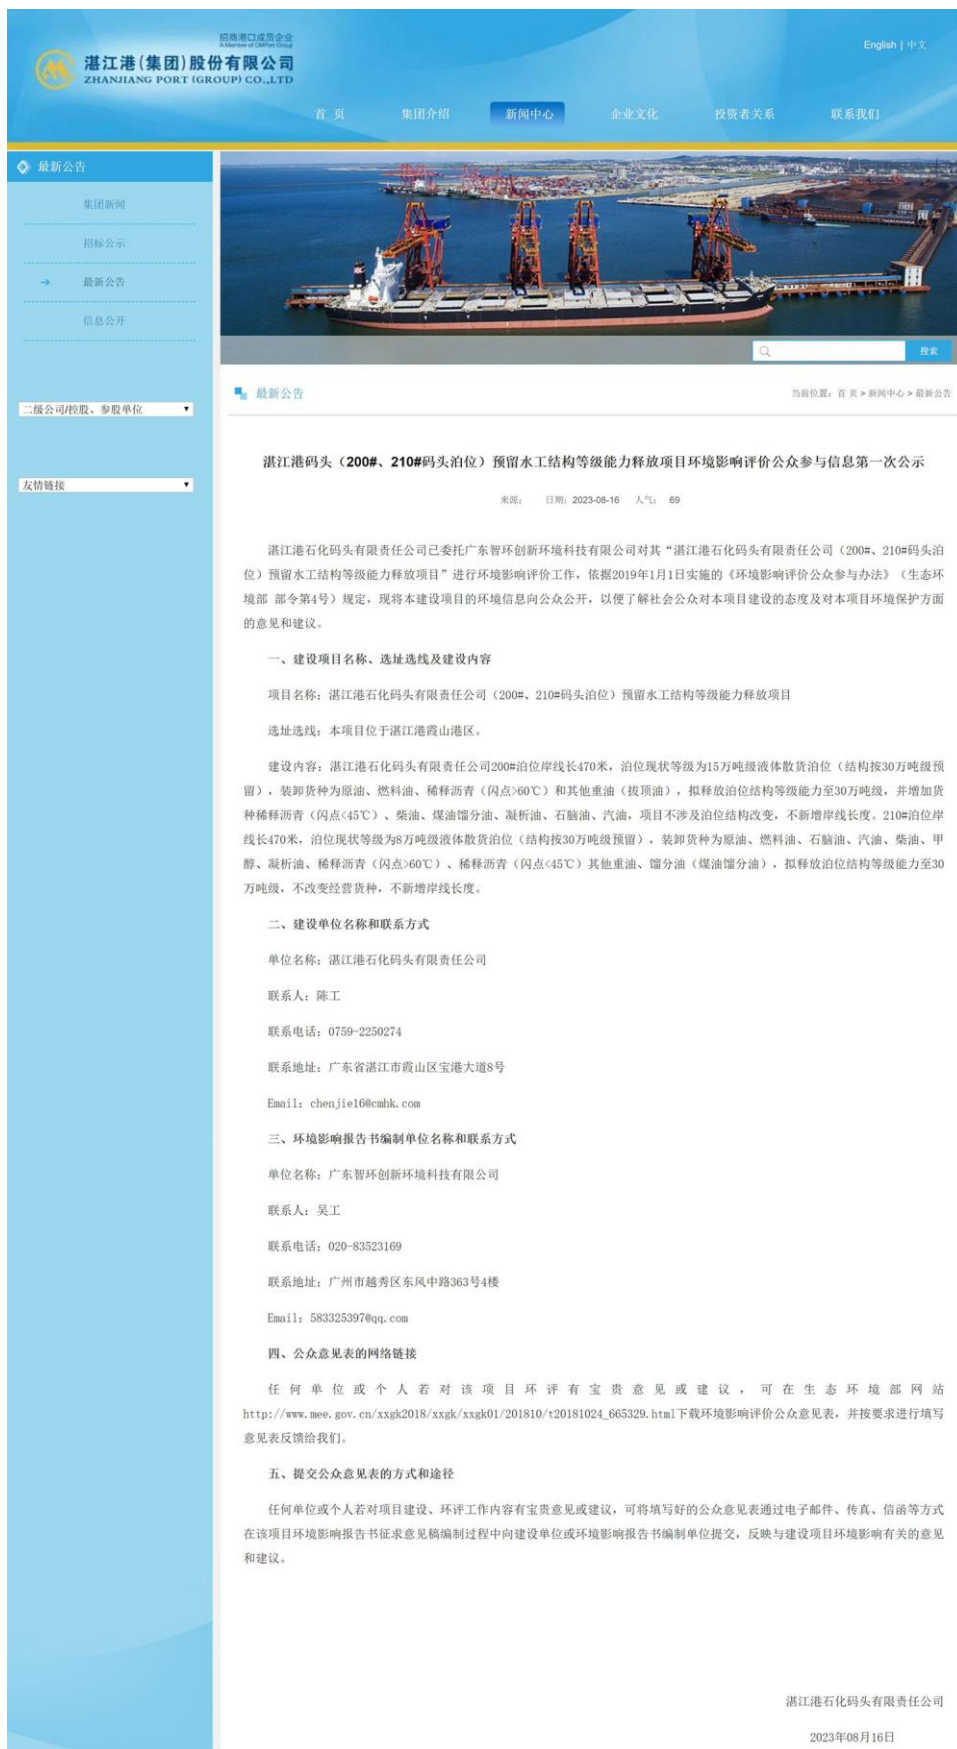 招商港口成员企业
A Member of CMPort Group
湛江港(集团)股份有限公司
ZHANJIANG PORT (GROUP) CO.,LTD
English | 中文
首 页 集团介绍 新闻中心 企业文化 投资者关系 联系我们
最新公告
集团新闻
招标公示
最新公告
信息公开
二级公司/控股、参股单位
友情链接
搜索
最新公告
当前位置：首 页 > 新闻中心 > 最新公告
湛江港码头（200#、210#码头泊位）预留水工结构等级能力释放项目环境影响评价公众参与信息第一次公示
来源： 日期：2023-08-16 人气： 69
湛江港石化码头有限责任公司已委托广东智环创新环境科技有限公司对其“湛江港石化码头有限责任公司（200#、210#码头泊
位）预留水工结构等级能力释放项目”进行环境影响评价工作，依据2019年1月1日实施的《环境影响评价公众参与办法》（生态环
境部 部令第4号）规定，现将本建设项目的环境信息向公众公开，以便了解社会公众对本项目建设的态度及对本项目环境保护方面
的意见和建议。
一、建设项目名称、选址选线及建设内容
项目名称：湛江港石化码头有限责任公司（200#、210#码头泊位）预留水工结构等级能力释放项目
选址选线：本项目位于湛江港霞山港区。
建设内容：湛江港石化码头有限责任公司200#泊位岸线长470米，泊位现状等级为15万吨级液体散货泊位（结构按30万吨级预
留），装卸货种为原油、燃料油、稀释沥青（闪点>60℃）和其他重油（拔顶油），拟释放泊位结构等级能力至30万吨级，并增加货
种稀释沥青（闪点<45℃）、柴油、煤油馏分油、凝析油、石脑油、汽油，项目不涉及泊位结构改变，不新增岸线长度。210#泊位岸
线长470米，泊位现状等级为8万吨级液体散货泊位（结构按30万吨级预留），装卸货种为原油、燃料油、石脑油、汽油、柴油、甲
醇、凝析油、稀释沥青（闪点>60℃）、稀释沥青（闪点<45℃）其他重油、馏分油（煤油馏分油），拟释放泊位结构等级能力至30
万吨级，不改变经营货种，不新增岸线长度。
二、建设单位名称和联系方式
单位名称：湛江港石化码头有限责任公司
联系人：陈工
联系电话：0759-2250274
联系地址：广东省湛江市霞山区宝港大道8号
Email：chenjie16@cmhk.com
三、环境影响报告书编制单位名称和联系方式
单位名称：广东智环创新环境科技有限公司
联系人：吴工
联系电话：020-83523169
联系地址：广州市越秀区东风中路363号4楼
Email：583325397@qq.com
四、公众意见表的网络链接
任何单位或个人若对该项目环评有宝贵意见或建议，可在生态环境部网站
http://www.mee.gov.cn/xxgk2018/xxgk/xxgk01/201810/t20181024_665329.html下载环境影响评价公众意见表，并按要求进行填写
意见表反馈给我们。
五、提交公众意见表的方式和途径
任何单位或个人若对项目建设、环评工作内容有宝贵意见或建议，可将填写好的公众意见表通过电子邮件、传真、信函等方式
在该项目环境影响报告书征求意见稿编制过程中向建设单位或环境影响报告书编制单位提交，反映与建设项目环境影响有关的意见
和建议。
湛江港石化码头有限责任公司
2023年08月16日